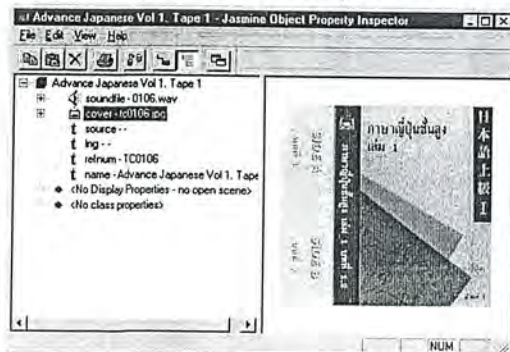 Advance Japanese Vol 1. Tape 1 - Jasmine Object Property Inspector
File Edit View Help
Advance Japanese Vol 1. Tape 1
soundfile - 0106.wav
cover - tc0106.jpg
t source - -
t lng - -
t refnum - TC0106
t name - Advance Japanese Vol 1. Tape
<No Display Properties - no open scene>
<No class properties>
ภาษาญี่ปุ่นชั้นสูง
เล่ม 1
日本語上級 I
NUM